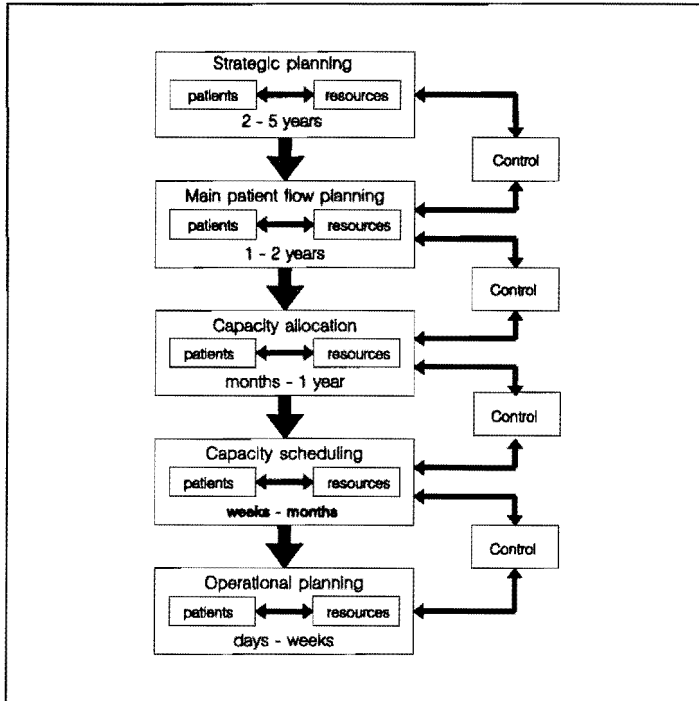 Strategic planning
patients resources
2 - 5 years
Control
Main patient flow planning
patients resources
1 - 2 years
Control
Capacity allocation
patients resources
months - 1 year
Control
Capacity scheduling
patients resources
weeks - months
Control
Operational planning
patients resources
days - weeks